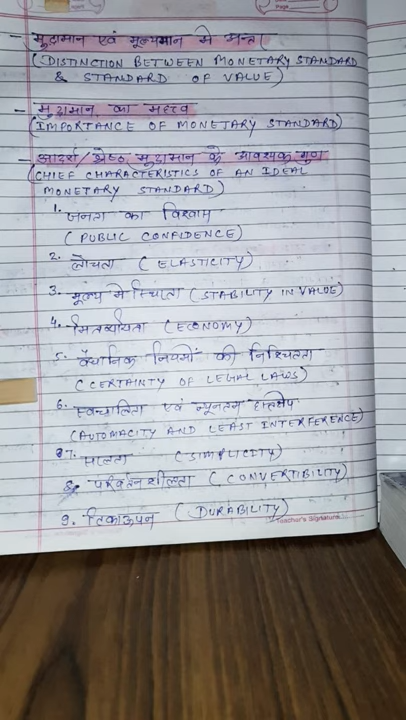 - मुद्रामान एवं मूल्यमान में अन्तर
(DISTINCTION BETWEEN MONETARY STANDARD
& STANDARD OF VALUE)
- मुद्रामान का महत्व
(IMPORTANCE OF MONETARY STANDARD)
- आदर्श/श्रेष्ठ मुद्रामान के आवश्यक गुण
(CHIEF CHARACTERISTICS OF AN IDEAL
MONETARY STANDARD)
1. जनता का विश्वास
(PUBLIC CONFIDENCE)
2. लोचता (ELASTICITY)
3. मूल्य में स्थिरता (STABILITY IN VALUE)
4. मितव्ययिता (ECONOMY)
5. वैधानिक नियमों की निश्चितता
(CERTAINTY OF LEGAL LAWS)
6. स्वचालिता एवं न्यूनतम हस्तक्षेप
(AUTOMACITY AND LEAST INTERFERENCE)
7. सरलता (SIMPLICITY)
8. परिवर्तनशीलता (CONVERTIBILITY)
9. टिकाऊपन (DURABILITY)
Teacher's Signature